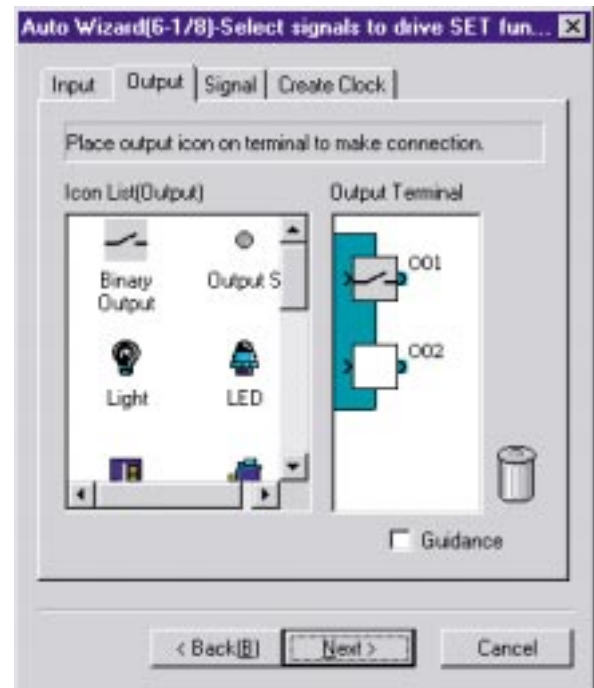 Auto Wizard(6-1/8)-Select signals to drive SET fun...
Input Output Signal Create Clock
Place output icon on terminal to make connection.
Icon List(Output) Output Terminal
Binary Output
Output S
Light
LED
O01
O02
Guidance
< Back(B) Next > Cancel